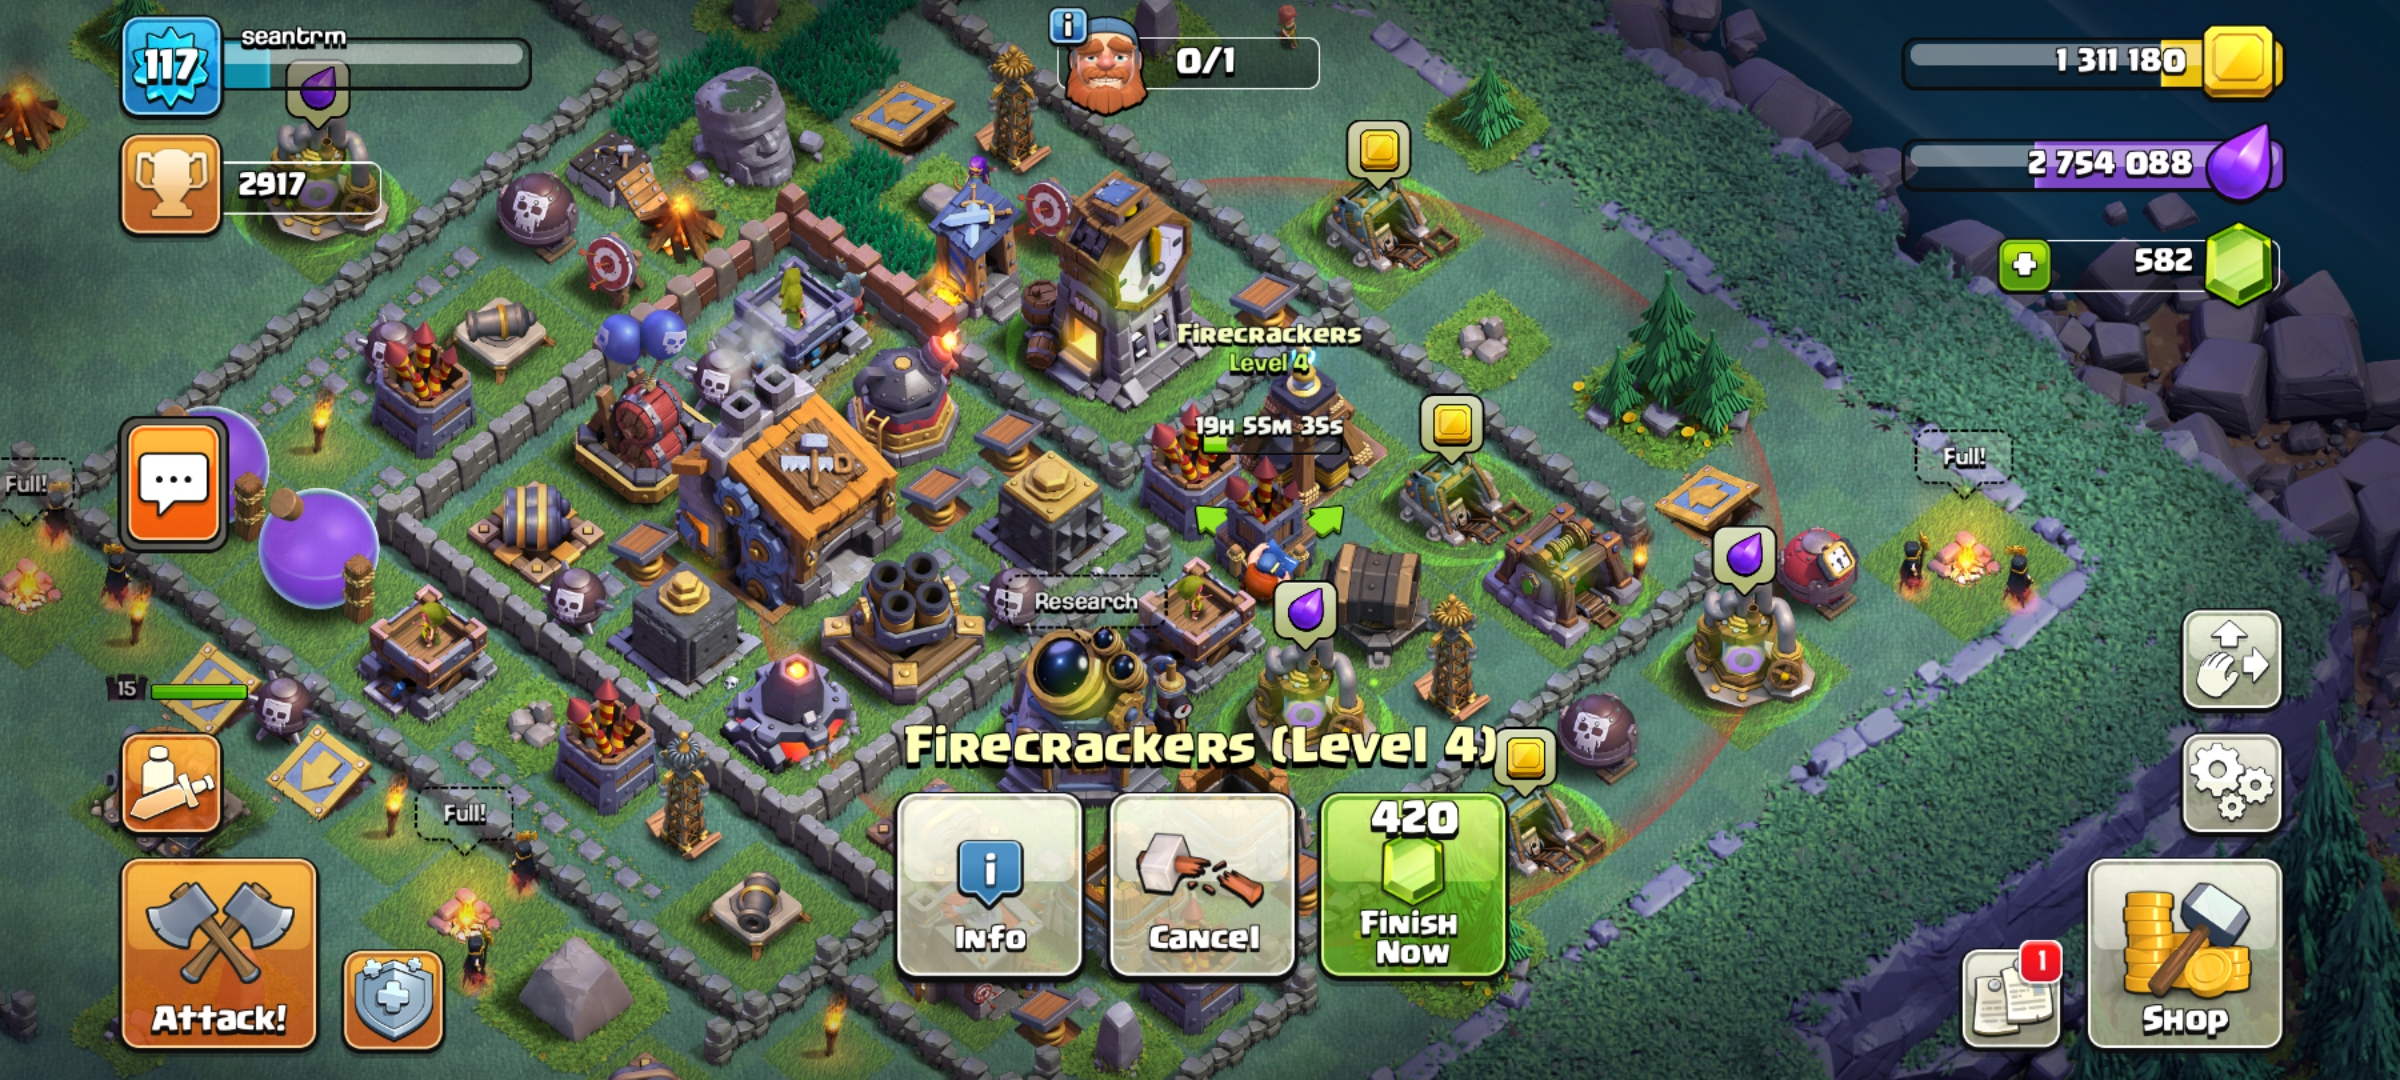 117
seantrm
i
0/1
1 311 180
2917
2 754 088
582
Firecrackers
Level 4
19H 55M 35s
Full!
Full!
Research
15
Firecrackers (Level 4)
Full!
420
i
Info
Cancel
Finish
Now
1
Attack!
Shop